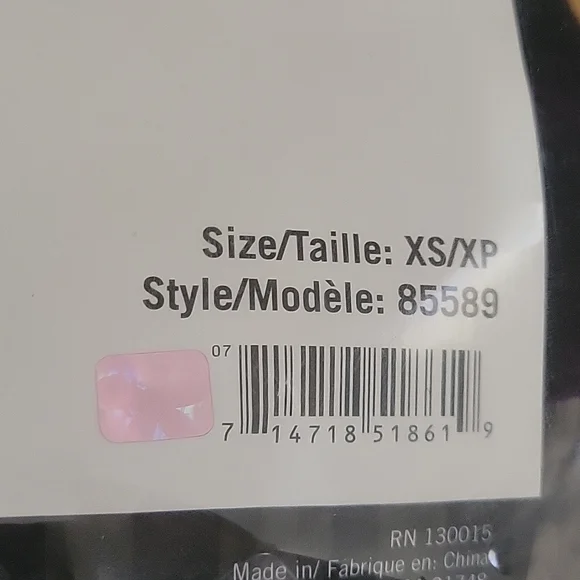 Size/Taille: XS/XP
Style/Modèle: 85589
07
7 14718 51861 9
RN 130015
Made in/ Fabriqué en: China